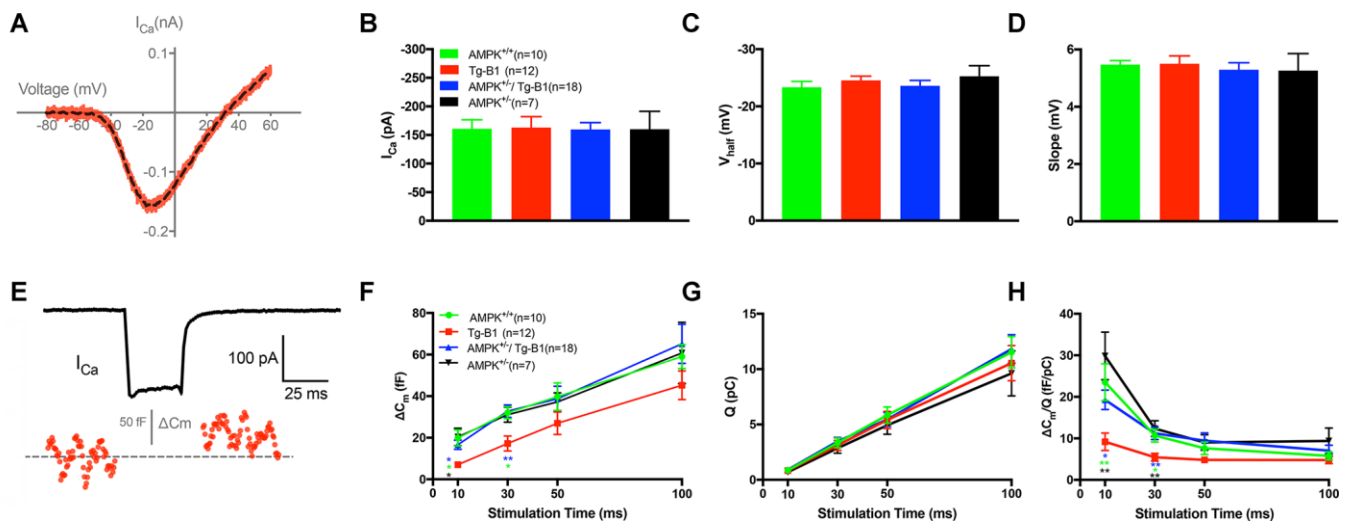 A
I_Ca(nA)
0.1
Voltage (mV)
-80 -60 -40 -20 20 40 60
-0.1
-0.2
B
I_Ca (pA)
-300
-250
-200
-150
-100
-50
0
AMPK+/+(n=10)
Tg-B1 (n=12)
AMPK+/-/ Tg-B1(n=18)
AMPK+/-(n=7)
C
V_half (mV)
-30
-20
-10
0
D
Slope (mV)
6
4
2
0
E
I_Ca
100 pA
25 ms
50 fF ΔCm
F
ΔC_m (fF)
80
60
40
20
0
AMPK+/+(n=10)
Tg-B1 (n=12)
AMPK+/-/ Tg-B1(n=18)
AMPK+/-(n=7)
*
*
*
**
*
0 10 30 50 100
Stimulation Time (ms)
G
Q (pC)
15
10
5
0
0 10 30 50 100
Stimulation Time (ms)
H
ΔC_m/Q (fF/pC)
40
30
20
10
0
*
**
**
**
*
**
0 10 30 50 100
Stimulation Time (ms)